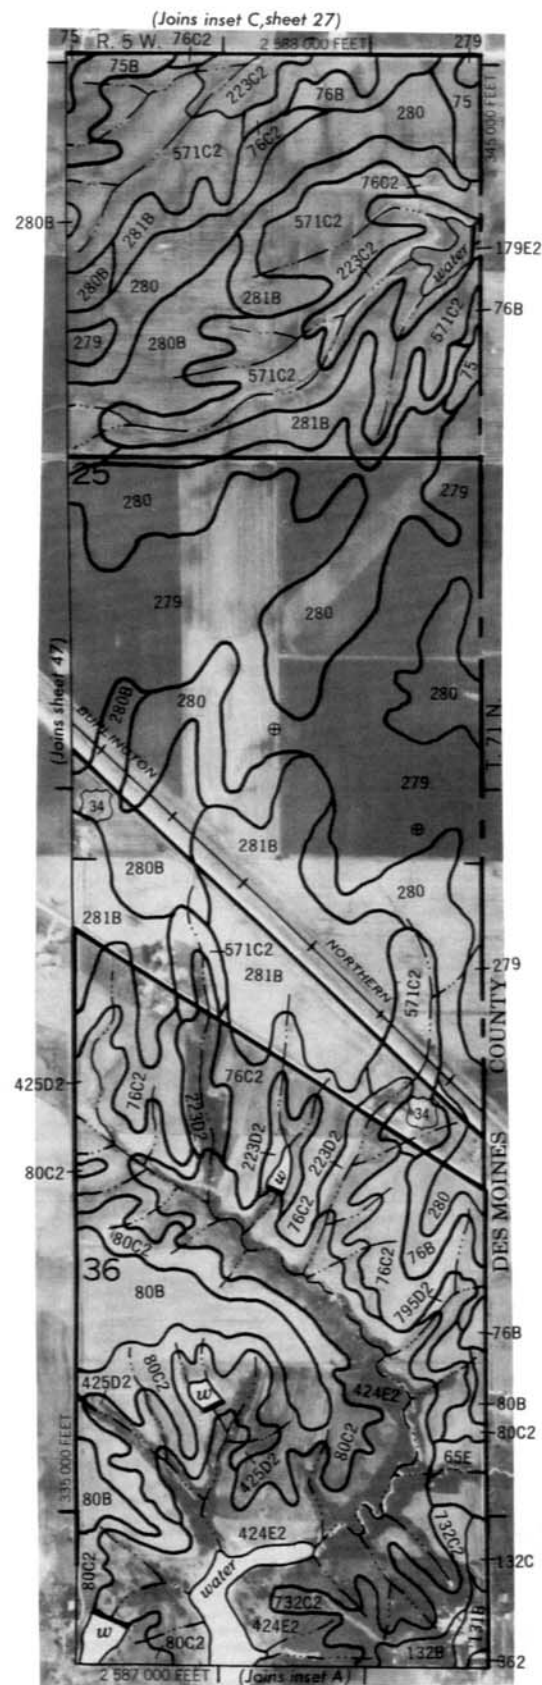 (Joins inset C, sheet 27)
75 R. 5 W. 76C2 2 588 000 FEET 279
75B 223C2 76B 280 75
345 000 FEET
571C2 76C2
76C2
280B 281B 571C2 223C2 water 179E2
280B 280 281B 76B
279 280B 571C2 571C2 75
281B
25
280 279
279 280
(Joins sheet 47)
280B 280 280
T. 71 N.
BURLINGTON
279
34
281B
280B 280
281B
571C2 281B NORTHERN 571C2 279
DES MOINES COUNTY
425D2 76C2 223D2 76C2 34
223D2 w 223D2
80C2 76C2 280
80C2 76C2 76B
36 795D2
80B
76B
425D2 80C2 w 424E2 80B
80C2 80C2
425D2 65E
335 000 FEET
80B
424E2 732C2
80C2 water 132C
732C2
w 80C2 424E2 132B 131B 362
2 587 000 FEET (Joins inset A)